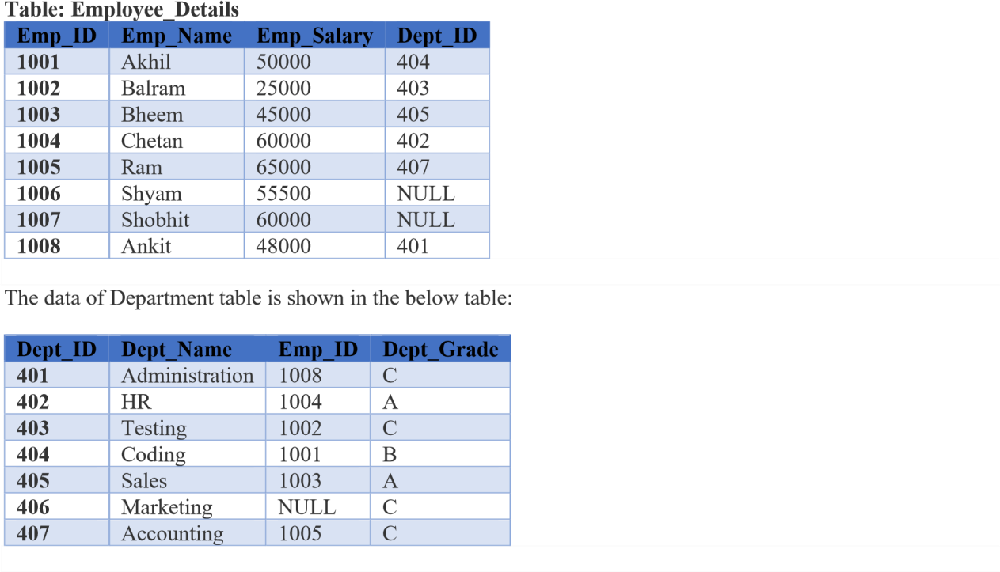 Table: Employee_Details
Emp_ID Emp_Name Emp_Salary Dept_ID
1001 Akhil 50000 404
1002 Balram 25000 403
1003 Bheem 45000 405
1004 Chetan 60000 402
1005 Ram 65000 407
1006 Shyam 55500 NULL
1007 Shobhit 60000 NULL
1008 Ankit 48000 401
The data of Department table is shown in the below table:
Dept_ID Dept_Name Emp_ID Dept_Grade
401 Administration 1008 C
402 HR 1004 A
403 Testing 1002 C
404 Coding 1001 B
405 Sales 1003 A
406 Marketing NULL C
407 Accounting 1005 C